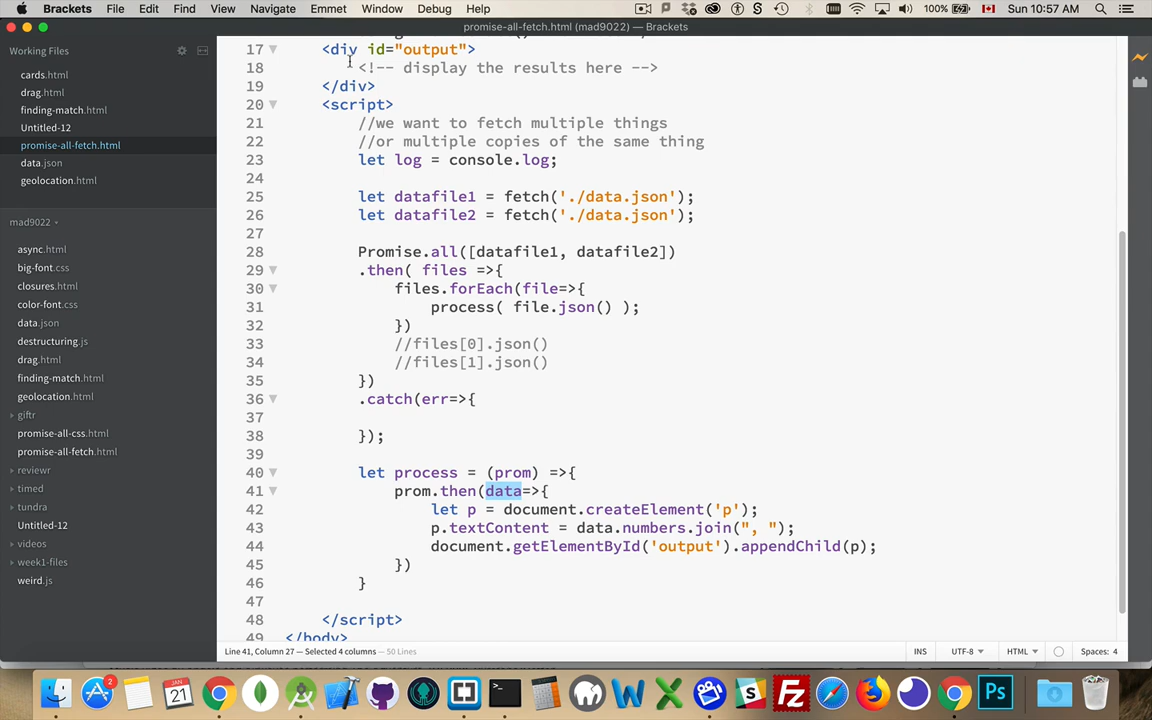 Brackets File Edit Find View Navigate Emmet Window Debug Help 100% Sun 10:57 AM
promise-all-fetch.html (mad9022) — Brackets
Working Files
cards.html
drag.html
finding-match.html
Untitled-12
promise-all-fetch.html
data.json
geolocation.html
mad9022
async.html
big-font.css
closures.html
color-font.css
data.json
destructuring.js
drag.html
finding-match.html
geolocation.html
giftr
promise-all-css.html
promise-all-fetch.html
reviewr
timed
tundra
Untitled-12
videos
week1-files
weird.js
17 <div id="output">
18 <!-- display the results here -->
19 </div>
20 <script>
21 //we want to fetch multiple things
22 //or multiple copies of the same thing
23 let log = console.log;
24
25 let datafile1 = fetch('./data.json');
26 let datafile2 = fetch('./data.json');
27
28 Promise.all([datafile1, datafile2])
29 .then( files =>{
30 files.forEach(file=>{
31 process( file.json() );
32 })
33 //files[0].json()
34 //files[1].json()
35 })
36 .catch(err=>{
37
38 });
39
40 let process = (prom) =>{
41 prom.then(data=>{
42 let p = document.createElement('p');
43 p.textContent = data.numbers.join(", ");
44 document.getElementById('output').appendChild(p);
45 })
46 }
47
48 </script>
49 </body>
Line 41, Column 27 — Selected 4 columns — 50 Lines INS UTF-8 HTML Spaces: 4
2
JAN
21